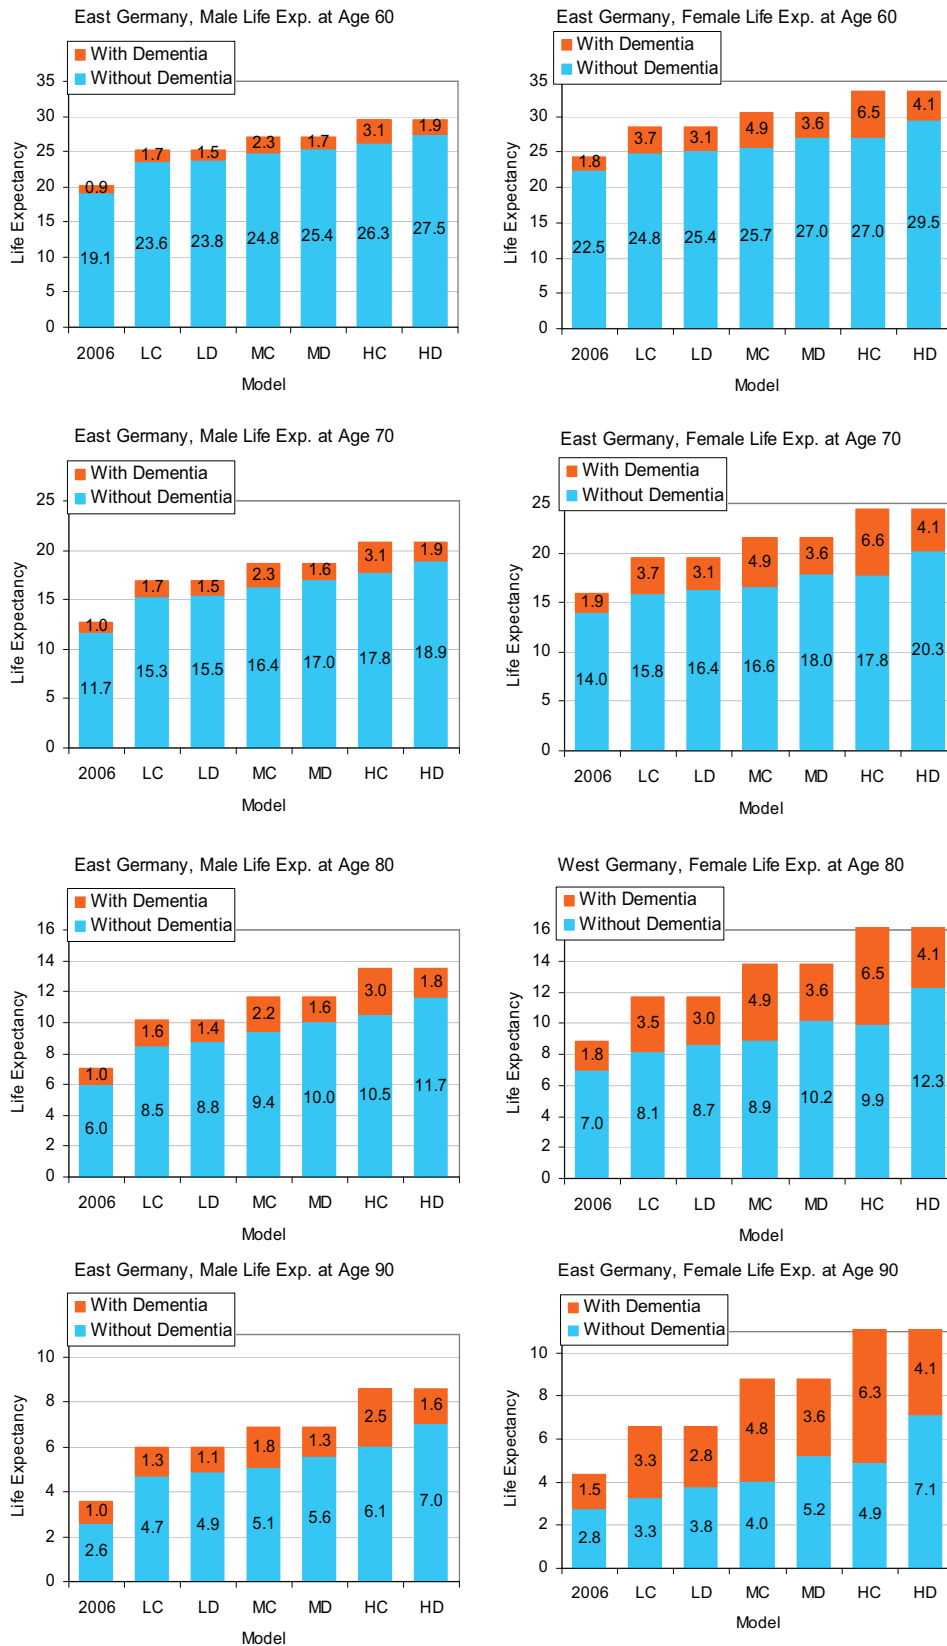 East Germany, Male Life Exp. at Age 60
With Dementia
Without Dementia
Life Expectancy
35
30
25
20
15
10
5
0
0.9 1.7 1.5 2.3 1.7 3.1 1.9
19.1 23.6 23.8 24.8 25.4 26.3 27.5
2006 LC LD MC MD HC HD
Model
East Germany, Female Life Exp. at Age 60
With Dementia
Without Dementia
Life Expectancy
35
30
25
20
15
10
5
0
1.8 3.7 3.1 4.9 3.6 6.5 4.1
22.5 24.8 25.4 25.7 27.0 27.0 29.5
2006 LC LD MC MD HC HD
Model
East Germany, Male Life Exp. at Age 70
With Dementia
Without Dementia
Life Expectancy
25
20
15
10
5
0
1.0 1.7 1.5 2.3 1.6 3.1 1.9
11.7 15.3 15.5 16.4 17.0 17.8 18.9
2006 LC LD MC MD HC HD
Model
East Germany, Female Life Exp. at Age 70
With Dementia
Without Dementia
Life Expectancy
25
20
15
10
5
0
1.9 3.7 3.1 4.9 3.6 6.6 4.1
14.0 15.8 16.4 16.6 18.0 17.8 20.3
2006 LC LD MC MD HC HD
Model
East Germany, Male Life Exp. at Age 80
With Dementia
Without Dementia
Life Expectancy
16
14
12
10
8
6
4
2
0
1.0 1.6 1.4 2.2 1.6 3.0 1.8
6.0 8.5 8.8 9.4 10.0 10.5 11.7
2006 LC LD MC MD HC HD
Model
West Germany, Female Life Exp. at Age 80
With Dementia
Without Dementia
Life Expectancy
16
14
12
10
8
6
4
2
0
1.8 3.5 3.0 4.9 3.6 6.5 4.1
7.0 8.1 8.7 8.9 10.2 9.9 12.3
2006 LC LD MC MD HC HD
Model
East Germany, Male Life Exp. at Age 90
With Dementia
Without Dementia
Life Expectancy
10
8
6
4
2
0
1.0 1.3 1.1 1.8 1.3 2.5 1.6
2.6 4.7 4.9 5.1 5.6 6.1 7.0
2006 LC LD MC MD HC HD
Model
East Germany, Female Life Exp. at Age 90
With Dementia
Without Dementia
Life Expectancy
10
8
6
4
2
0
1.5 3.3 2.8 4.8 3.6 6.3 4.1
2.8 3.3 3.8 4.0 5.2 4.9 7.1
2006 LC LD MC MD HC HD
Model